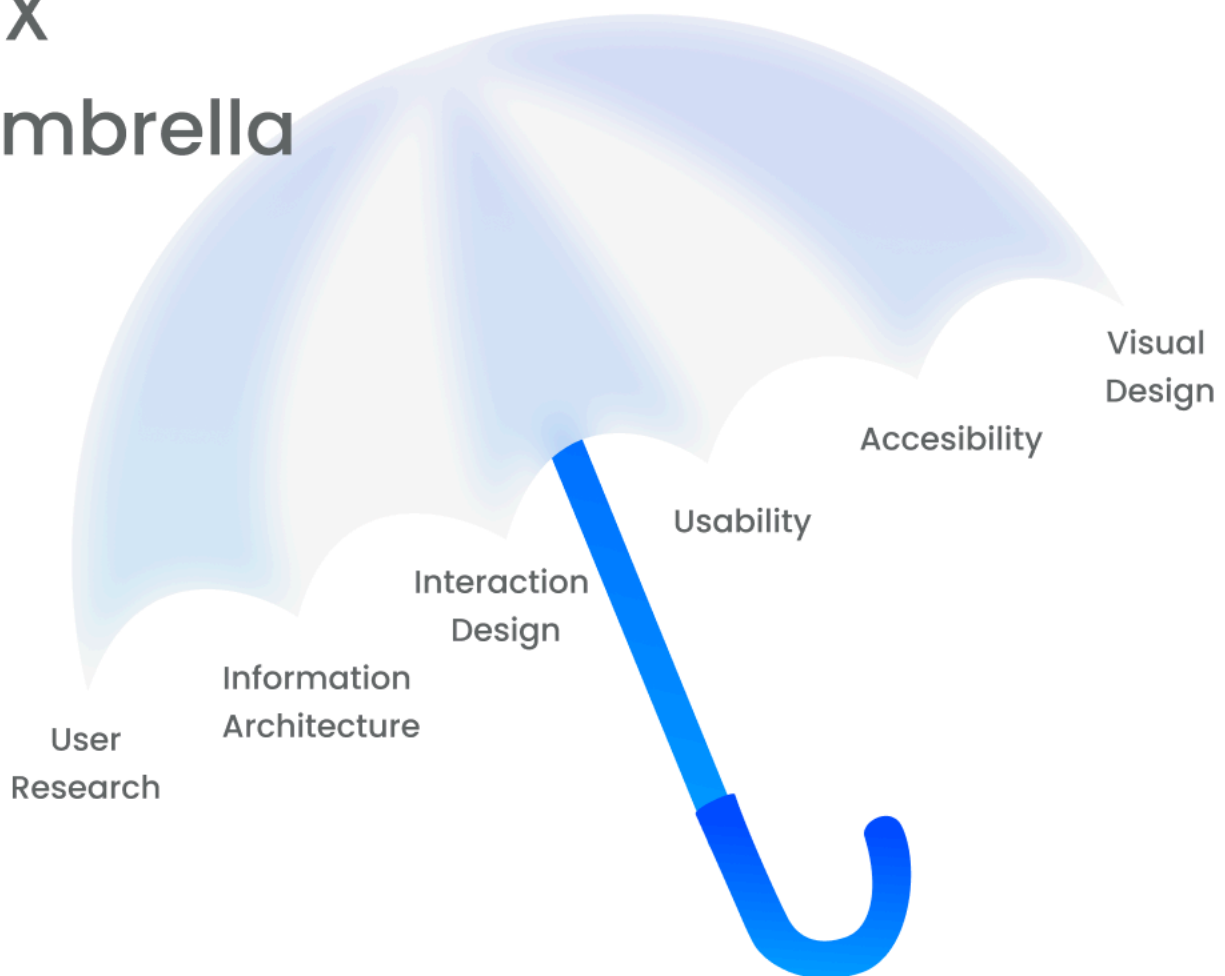 X
mbrella
Visual
Design
Accesibility
Usability
Interaction
Design
Information
Architecture
User
Research